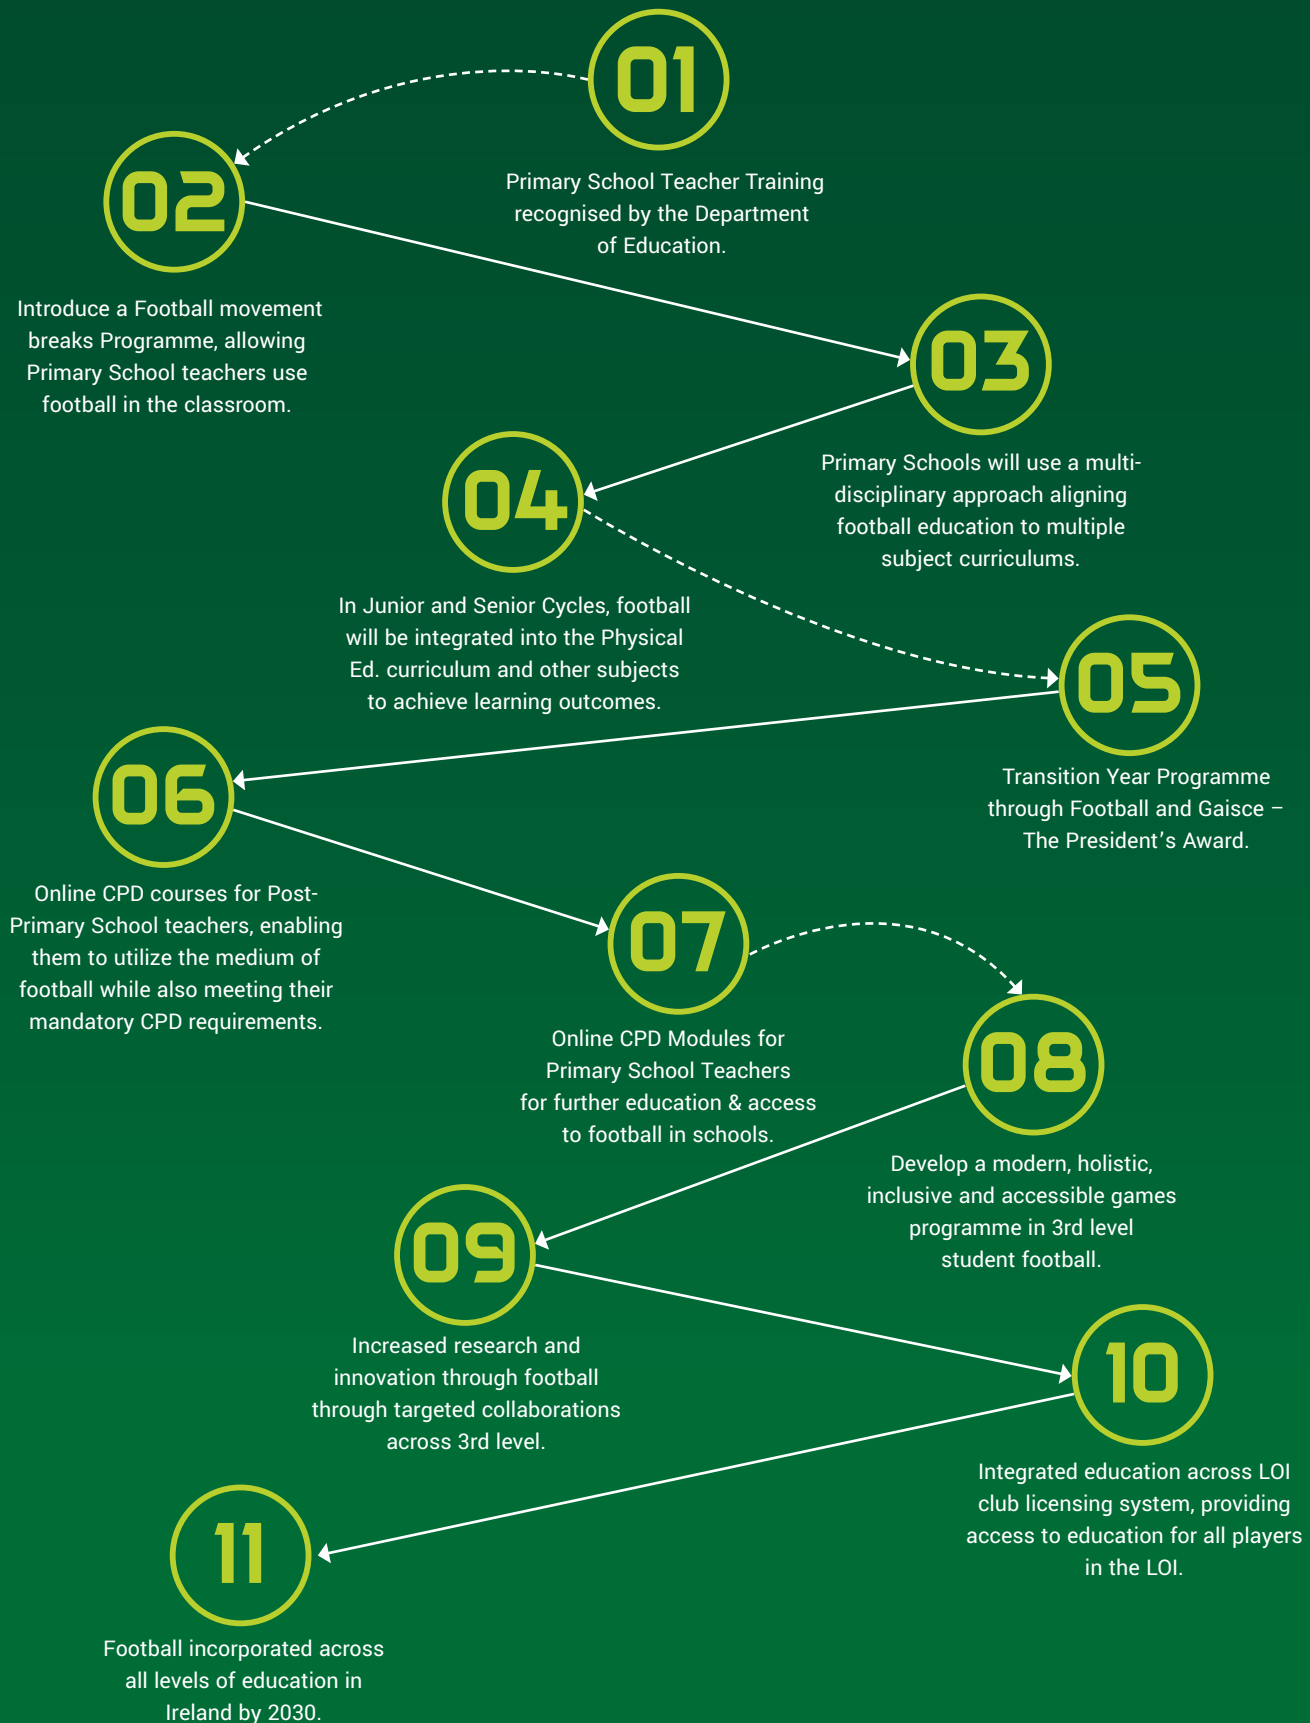 01
Primary School Teacher Training
recognised by the Department
of Education.
02
Introduce a Football movement
breaks Programme, allowing
Primary School teachers use
football in the classroom.
03
Primary Schools will use a multi-
disciplinary approach aligning
football education to multiple
subject curriculums.
04
In Junior and Senior Cycles, football
will be integrated into the Physical
Ed. curriculum and other subjects
to achieve learning outcomes.
05
Transition Year Programme
through Football and Gaisce –
The President’s Award.
06
Online CPD courses for Post-
Primary School teachers, enabling
them to utilize the medium of
football while also meeting their
mandatory CPD requirements.
07
Online CPD Modules for
Primary School Teachers
for further education & access
to football in schools.
08
Develop a modern, holistic,
inclusive and accessible games
programme in 3rd level
student football.
09
Increased research and
innovation through football
through targeted collaborations
across 3rd level.
10
Integrated education across LOI
club licensing system, providing
access to education for all players
in the LOI.
11
Football incorporated across
all levels of education in
Ireland by 2030.